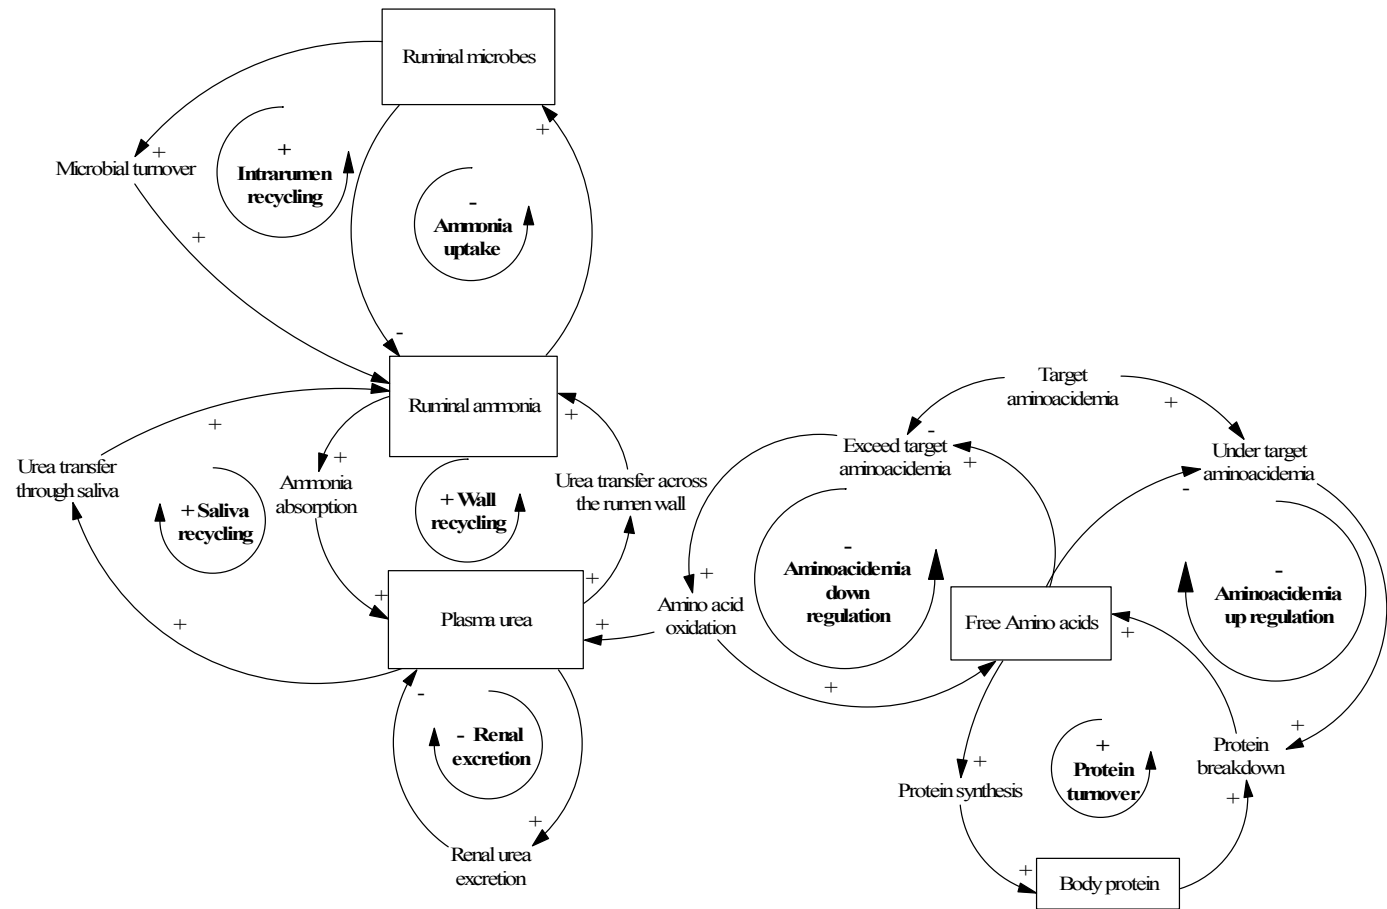 Ruminal microbes
+
+
Microbial turnover
+
+
Intrarumen
recycling
-
Ammonia
uptake
+
-
Ruminal ammonia
+
+
+
Urea transfer
through saliva
+ Saliva
recycling
Ammonia
absorption
+ Wall
recycling
Urea transfer across
the rumen wall
+
+
+
Plasma urea
+
-
- Renal
excretion
+
Renal urea
excretion
Target
aminoacidemia
+
-
Exceed target
aminoacidemia
+
Under target
aminoacidemia
-
-
Aminoacidemia
down
regulation
-
Aminoacidemia
up regulation
+
Amino acid
oxidation
Free Amino acids
+
+
+
Protein
breakdown
+
Protein
turnover
+
Protein synthesis
+
+
Body protein